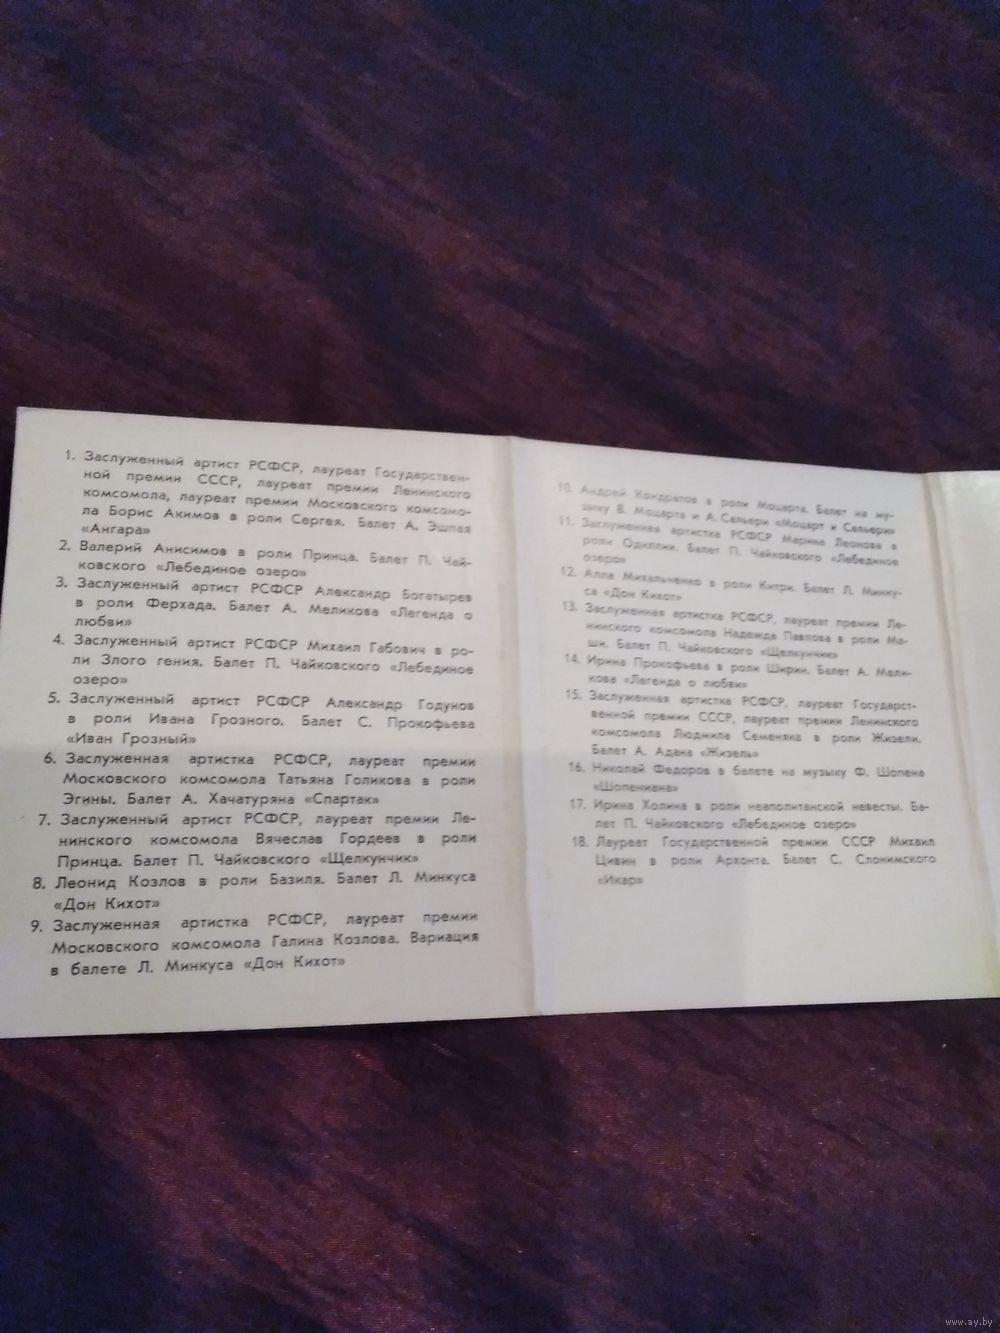 1. Заслуженный артист РСФСР, лауреат Государствен-
ной премии СССР, лауреат премии Ленинского
комсомола, лауреат премии Московского комсомо-
ла Борис Акимов в роли Сергея. Балет А. Эшпая
«Ангара»
2. Валерий Анисимов в роли Принца. Балет П. Чай-
ковского «Лебединое озеро»
3. Заслуженный артист РСФСР Александр Богатырев
в роли Ферхада. Балет А. Меликова «Легенда о
любви»
4. Заслуженный артист РСФСР Михаил Габович в ро-
ли Злого гения. Балет П. Чайковского «Лебединое
озеро»
5. Заслуженный артист РСФСР Александр Годунов
в роли Ивана Грозного. Балет С. Прокофьева
«Иван Грозный»
6. Заслуженная артистка РСФСР, лауреат премии
Московского комсомола Татьяна Голикова в роли
Эгины. Балет А. Хачатуряна «Спартак»
7. Заслуженный артист РСФСР, лауреат премии Ле-
нинского комсомола Вячеслав Гордеев в роли
Принца. Балет П. Чайковского «Щелкунчик»
8. Леонид Козлов в роли Базиля. Балет Л. Минкуса
«Дон Кихот»
9. Заслуженная артистка РСФСР, лауреат премии
Московского комсомола Галина Козлова. Вариация
в балете Л. Минкуса «Дон Кихот»
10. Андрей Кондратов в роли Моцарта. Балет на му-
зыку В. Моцарта и А. Сальери «Моцарт и Сальери»
11. Заслуженная артистка РСФСР Марина Леонова в
роли Одиллии. Балет П. Чайковского «Лебединое
озеро»
12. Алла Михальченко в роли Китри. Балет Л. Минку-
са «Дон Кихот»
13. Заслуженная артистка РСФСР, лауреат премии Ле-
нинского комсомола Надежда Павлова в роли Ма-
ши. Балет П. Чайковского «Щелкунчик»
14. Ирина Прокофьева в роли Ширин. Балет А. Мели-
кова «Легенда о любви»
15. Заслуженная артистка РСФСР, лауреат Государст-
венной премии СССР, лауреат премии Ленинского
комсомола Людмила Семеняка в роли Жизели.
Балет А. Адана «Жизель»
16. Николай Федоров в балете на музыку Ф. Шопена
«Шопениана»
17. Ирина Холина в роли неаполитанской невесты. Ба-
лет П. Чайковского «Лебединое озеро»
18. Лауреат Государственной премии СССР Михаил
Цивин в роли Архонта. Балет С. Слонимского
«Икар»
www.ay.by